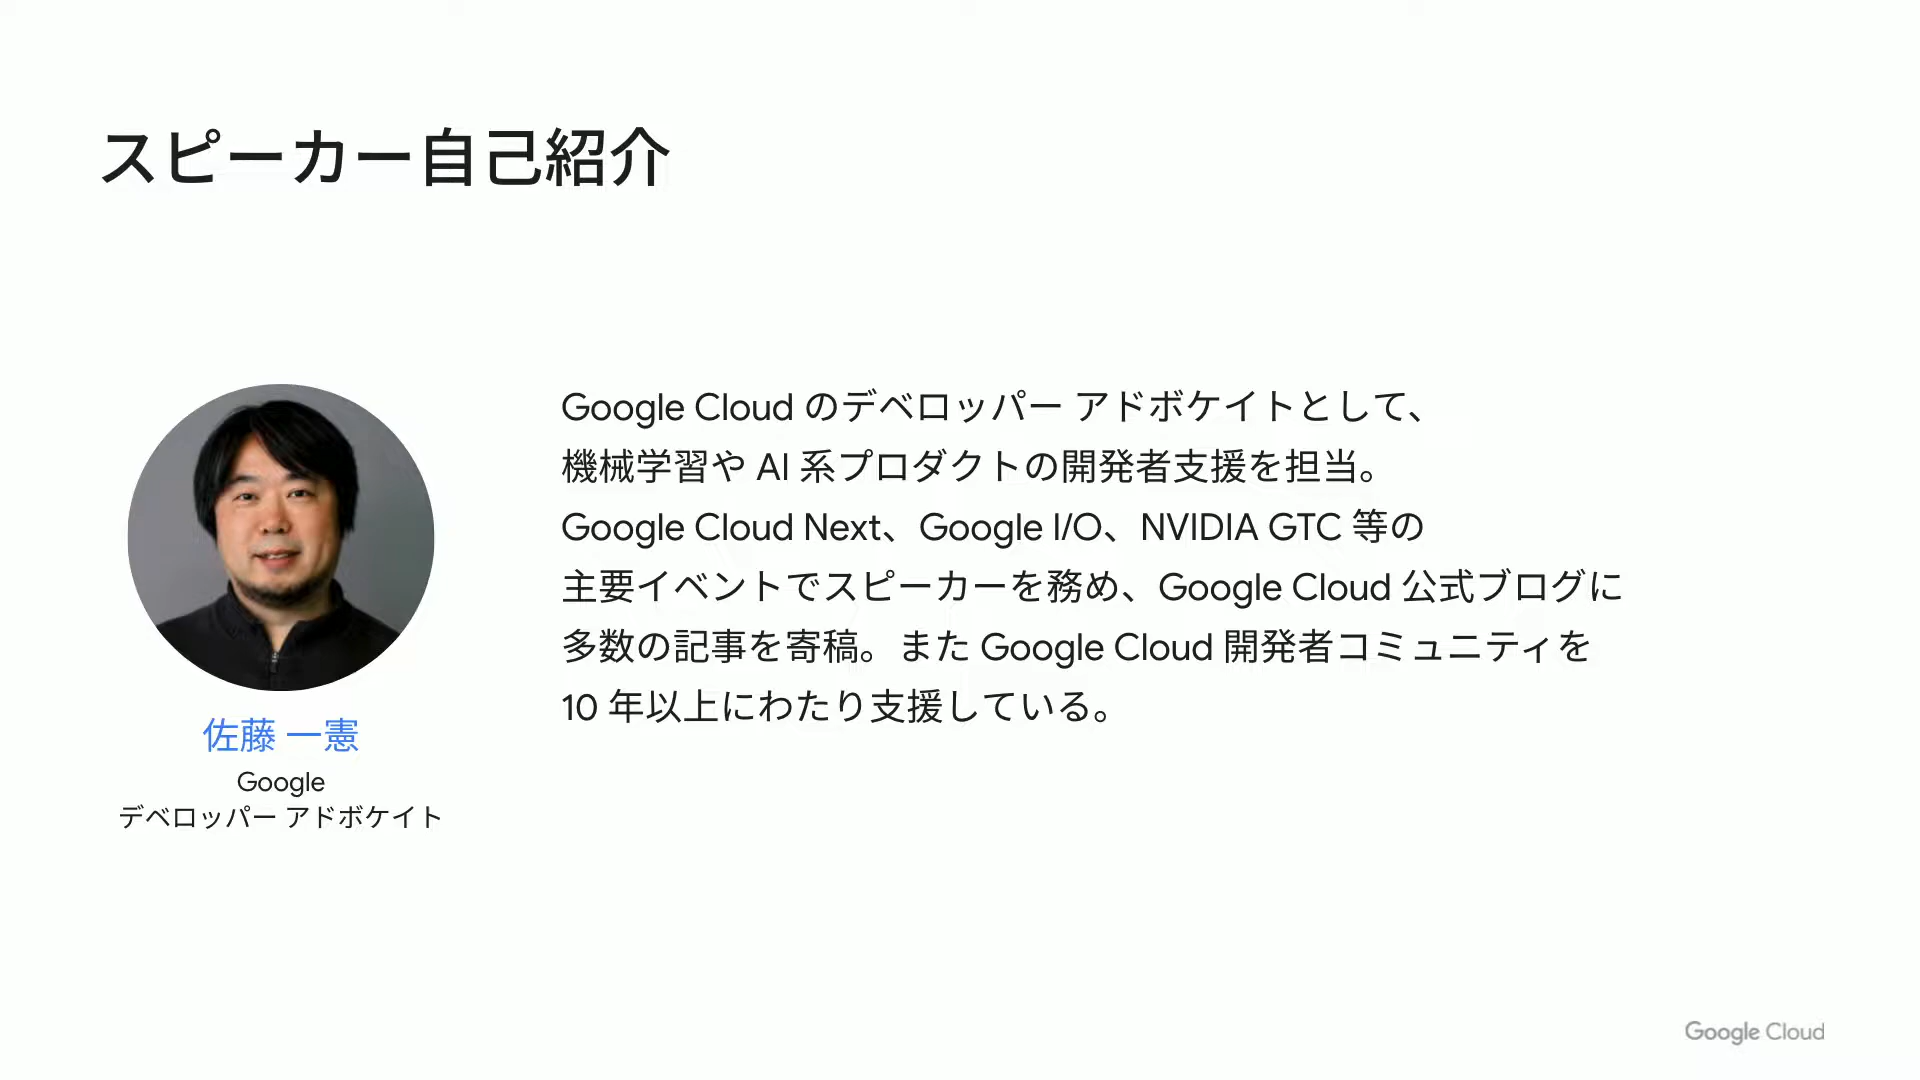 スピーカー自己紹介
Google Cloud のデベロッパー アドボケイトとして、
機械学習や AI 系プロダクトの開発者支援を担当。
Google Cloud Next、Google I/O、NVIDIA GTC 等の
主要イベントでスピーカーを務め、Google Cloud 公式ブログに
多数の記事を寄稿。また Google Cloud 開発者コミュニティを
10 年以上にわたり支援している。
佐藤 一憲
Google
デベロッパー アドボケイト
Google Cloud